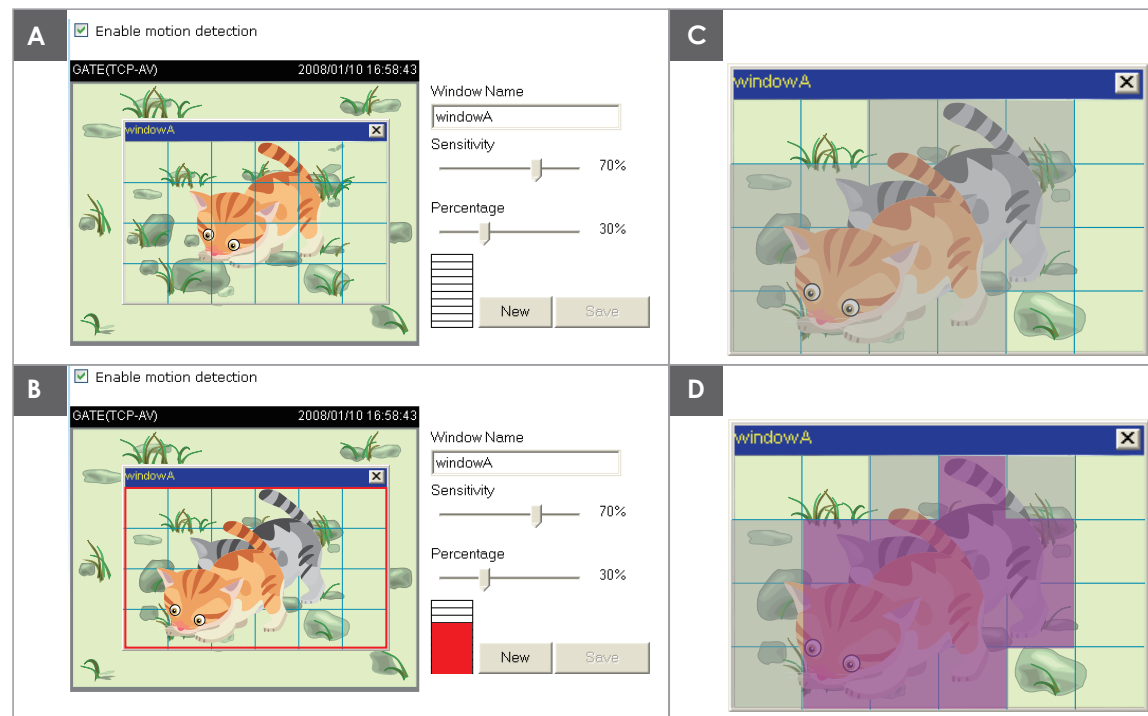 A
Enable motion detection
GATE(TCP-AV) 2008/01/10 16:58:43
windowA
Window Name
windowA
Sensitivity
70%
Percentage
30%
New Save
B
Enable motion detection
GATE(TCP-AV) 2008/01/10 16:58:43
windowA
Window Name
windowA
Sensitivity
70%
Percentage
30%
New Save
C
windowA
D
windowA